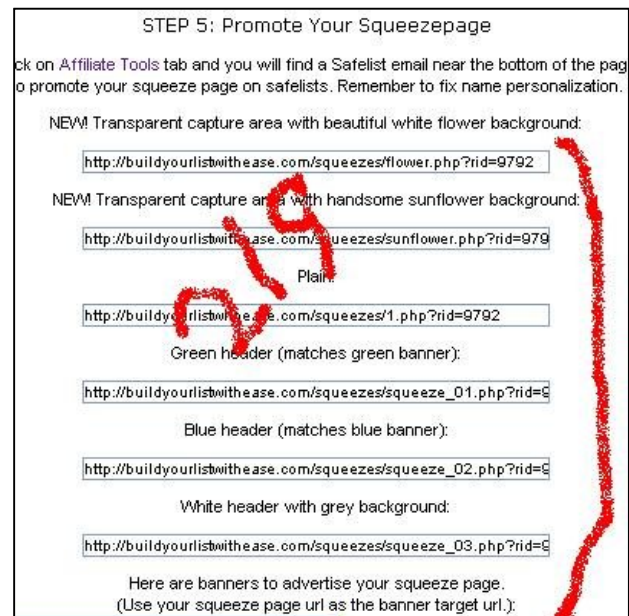 STEP 5: Promote Your Squeezepage
ck on Affiliate Tools tab and you will find a Safelist email near the bottom of the pag
o promote your squeeze page on safelists. Remember to fix name personalization.
NEW! Transparent capture area with beautiful white flower background:
http://buildyourlistwithease.com/squeezes/flower.php?rid=9792
NEW! Transparent capture area with handsome sunflower background:
http://buildyourlistwithease.com/squeezes/sunflower.php?rid=979
Plain:
http://buildyourlistwithease.com/squeezes/1.php?rid=9792
Green header (matches green banner):
http://buildyourlistwithease.com/squeezes/squeeze_01.php?rid=9
Blue header (matches blue banner):
http://buildyourlistwithease.com/squeezes/squeeze_02.php?rid=9
White header with grey background:
http://buildyourlistwithease.com/squeezes/squeeze_03.php?rid=9
Here are banners to advertise your squeeze page.
(Use your squeeze page url as the banner target url.):
219